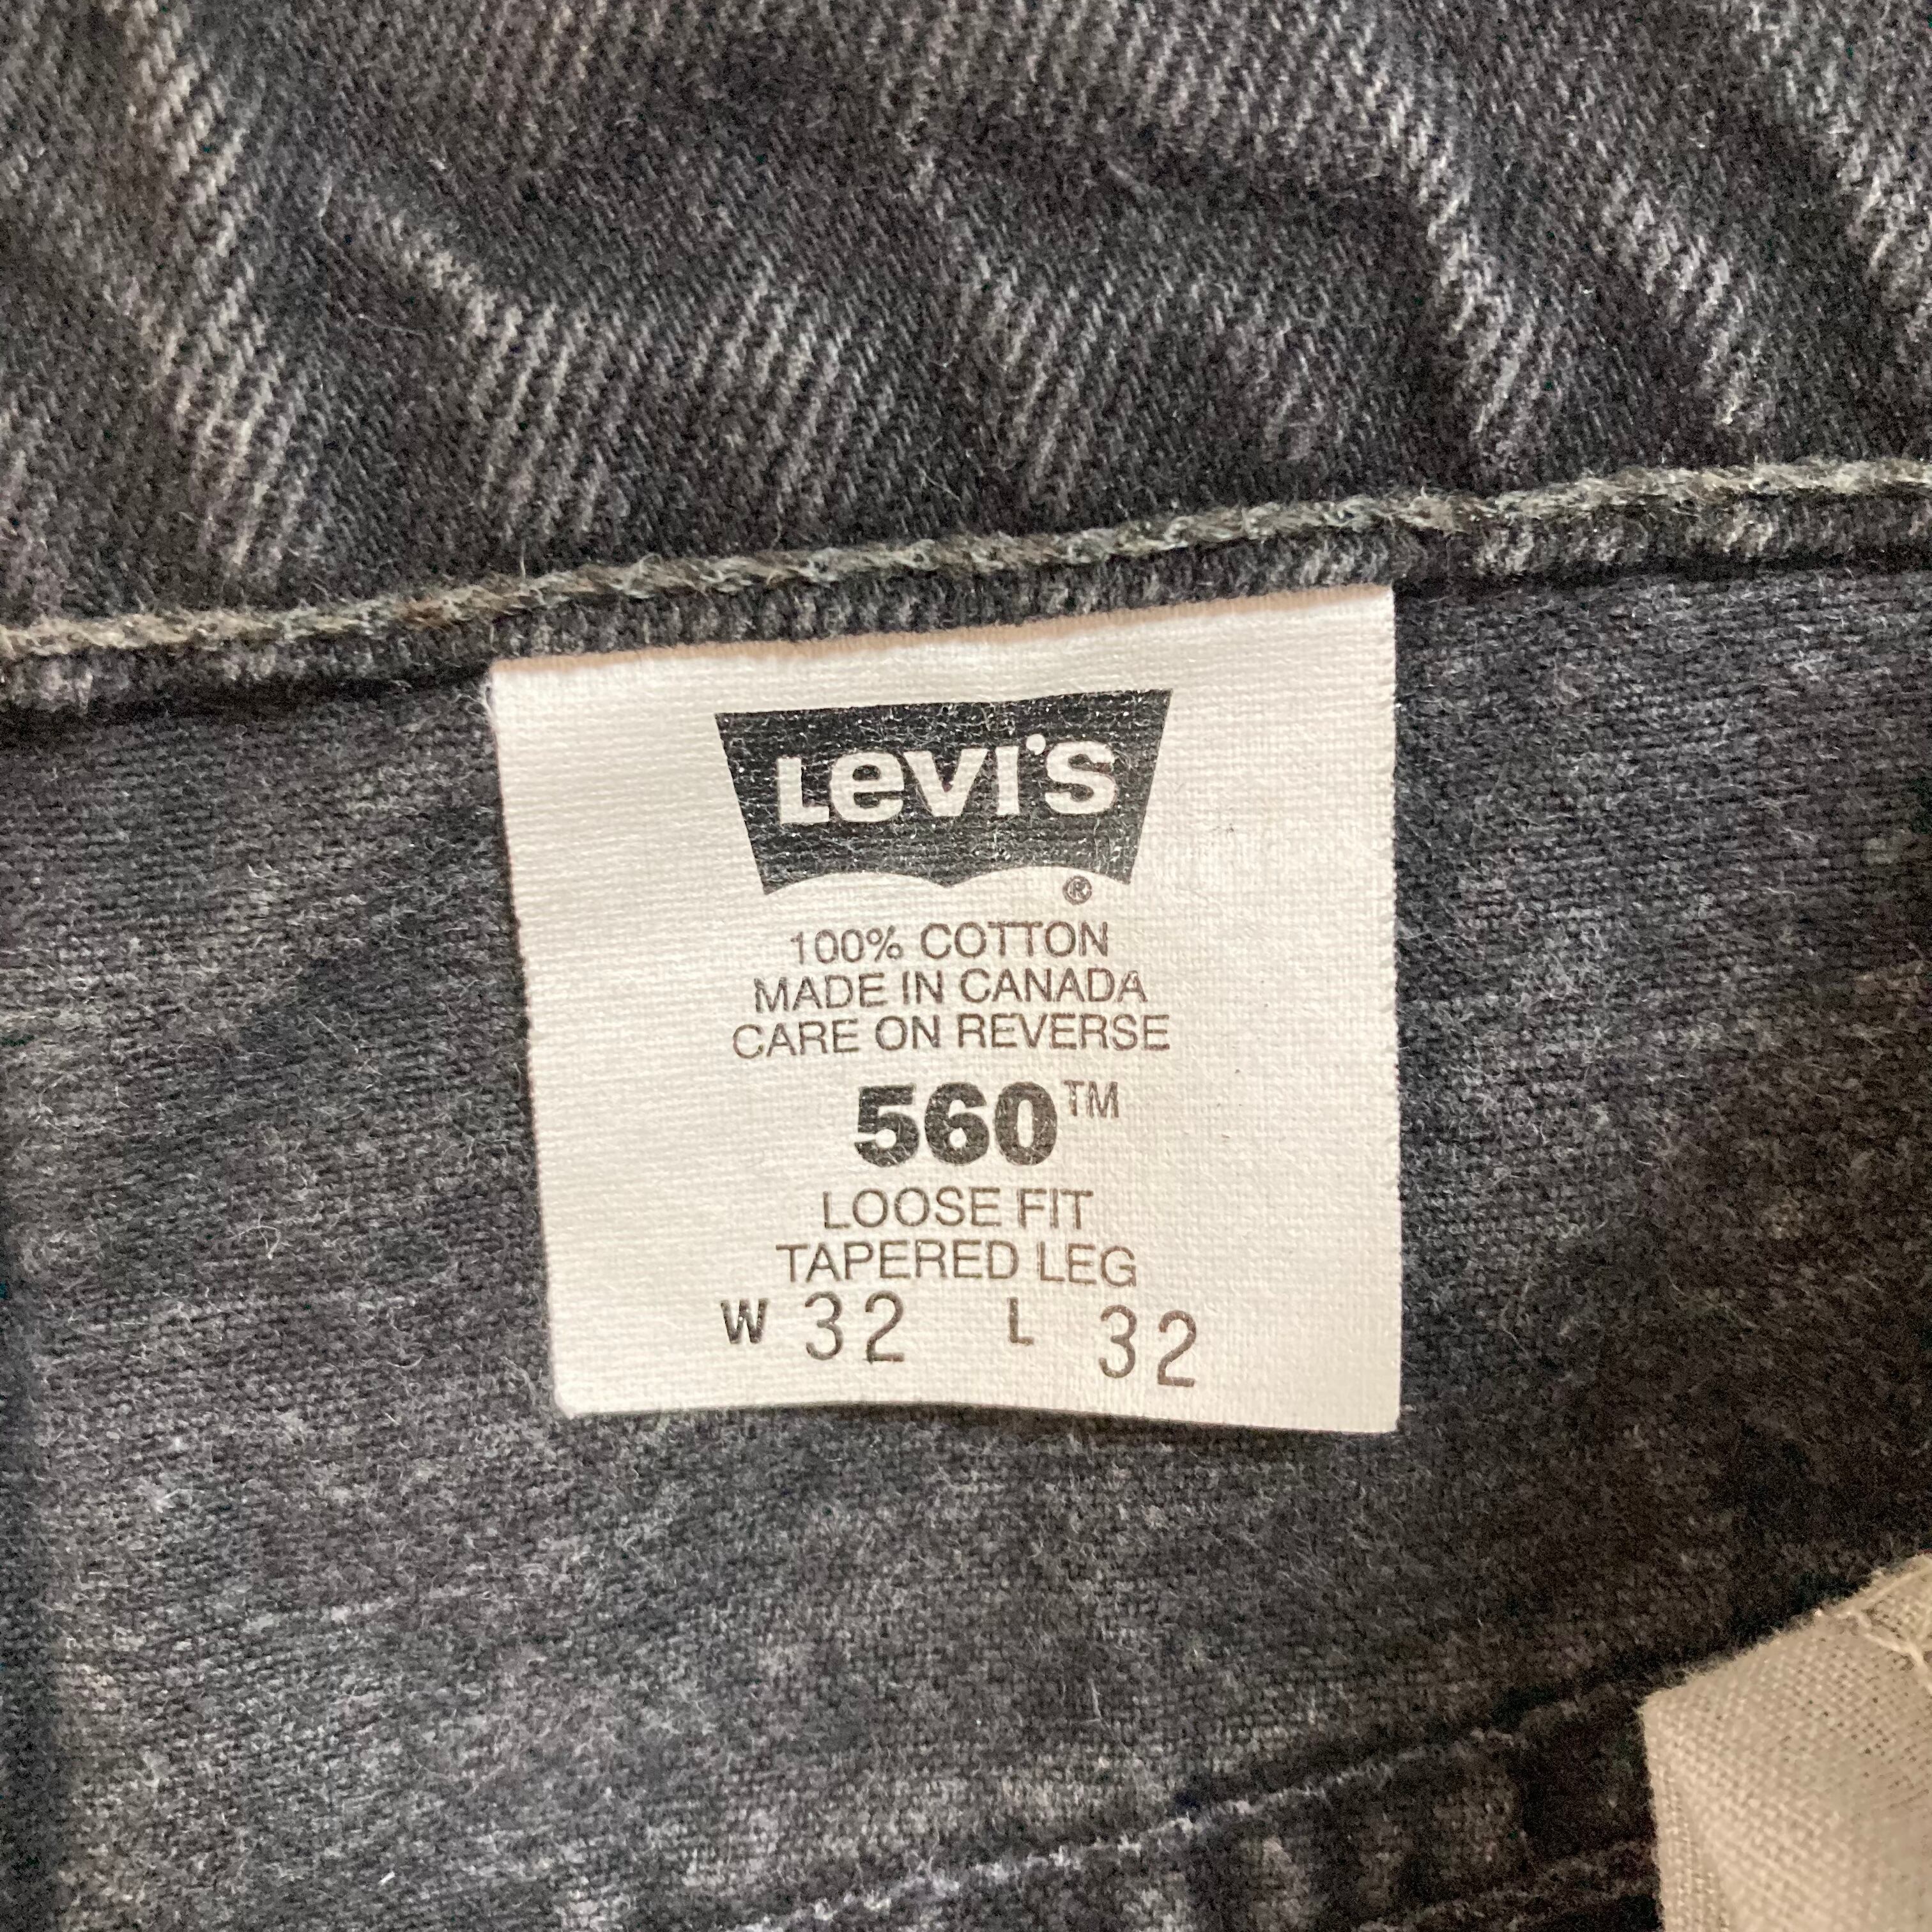 Levi's
®
100% COTTON
MADE IN CANADA
CARE ON REVERSE
560™
LOOSE FIT
TAPERED LEG
W 32 L 32